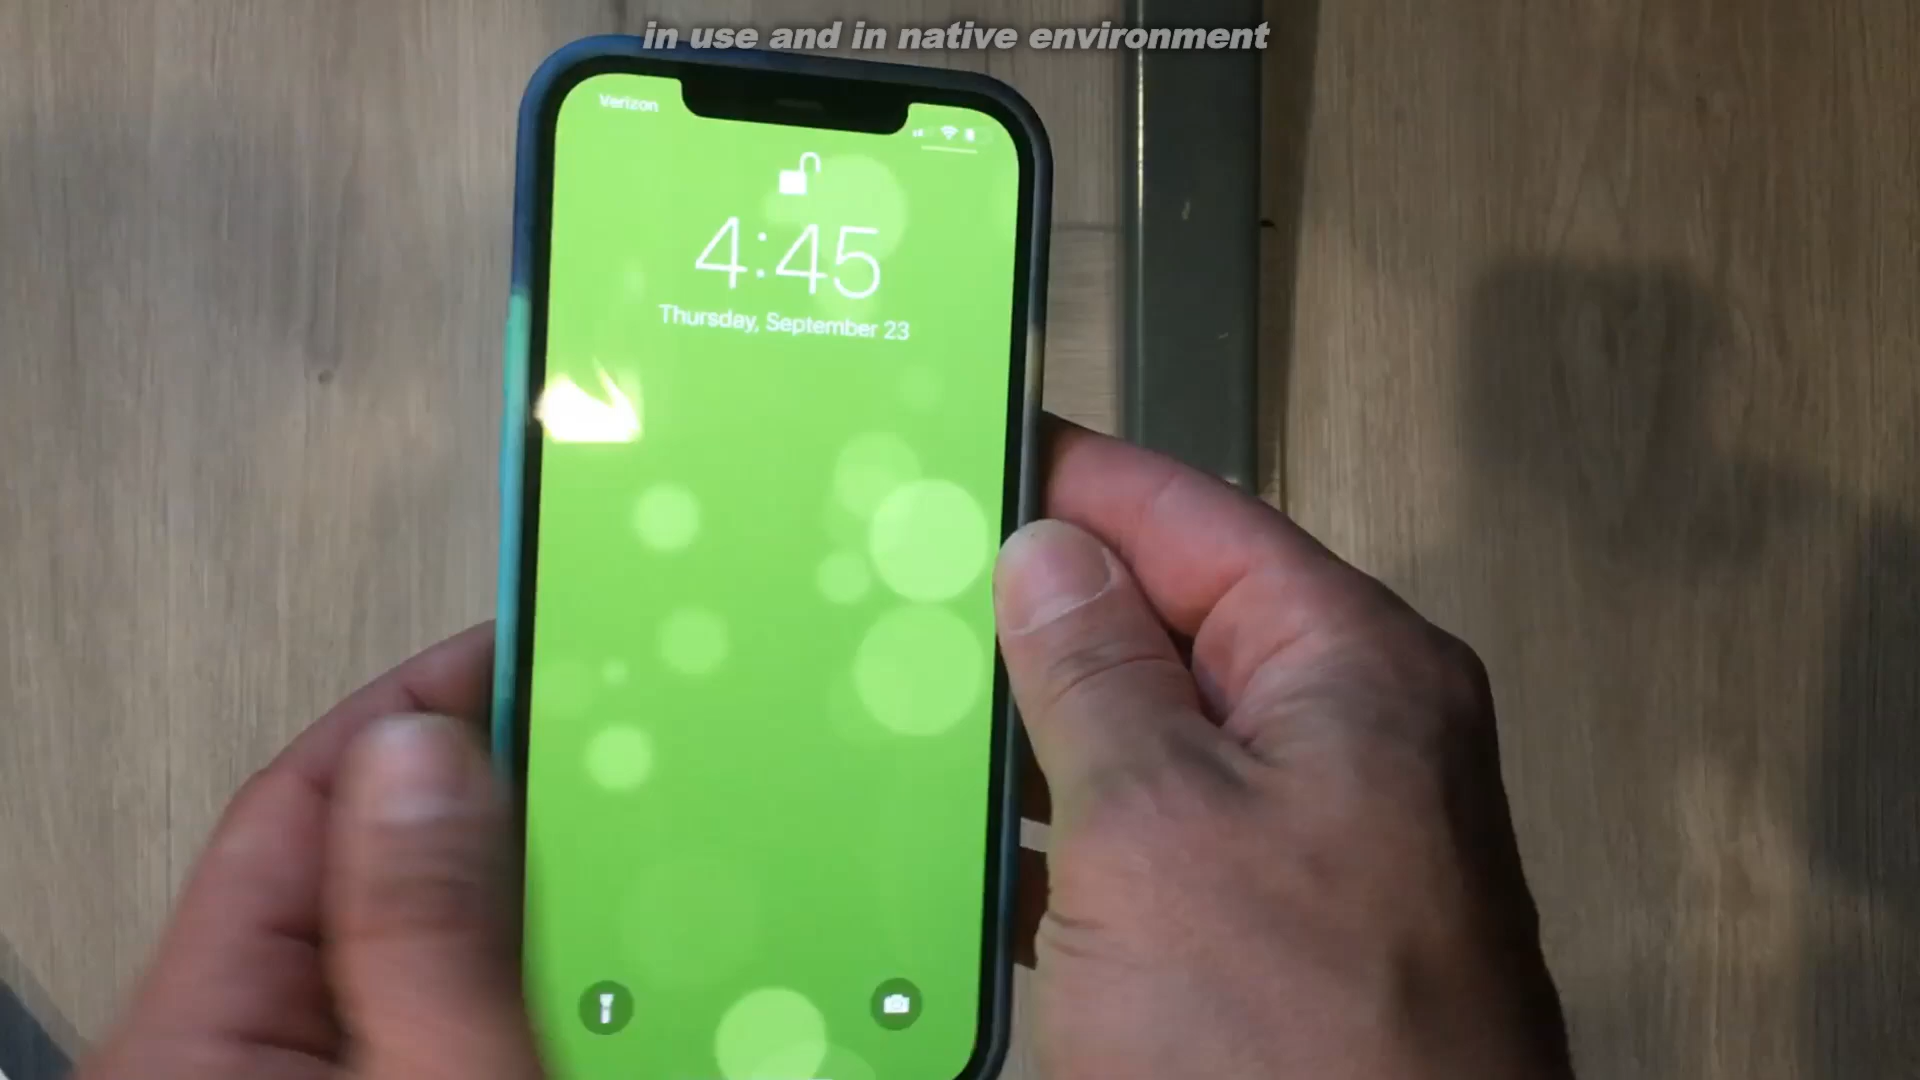 in use and in native environment
Verizon
4:45
Thursday, September 23